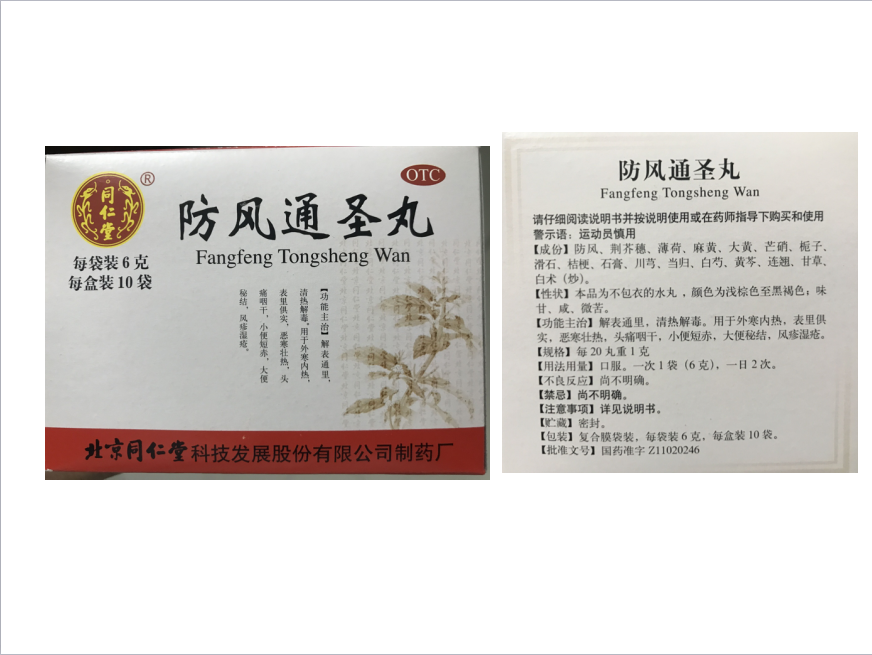 同仁堂
®
OTC
防风通圣丸
Fangfeng Tongsheng Wan
每袋装6克
每盒装10袋
【功能主治】解表通里,
清热解毒。用于外寒内热,
表里俱实,恶寒壮热,头
痛咽干,小便短赤,大便
秘结,风疹湿疮。
北京同仁堂科技发展股份有限公司制药厂
防风通圣丸
Fangfeng Tongsheng Wan
请仔细阅读说明书并按说明使用或在药师指导下购买和使用
警示语:运动员慎用
【成份】防风、荆芥穗、薄荷、麻黄、大黄、芒硝、栀子、
滑石、桔梗、石膏、川芎、当归、白芍、黄芩、连翘、甘草、
白术(炒)。
【性状】本品为不包衣的水丸,颜色为浅棕色至黑褐色;味
甘、咸、微苦。
【功能主治】解表通里,清热解毒。用于外寒内热,表里俱
实,恶寒壮热,头痛咽干,小便短赤,大便秘结,风疹湿疮。
【规格】每20丸重1克
【用法用量】口服。一次1袋(6克),一日2次。
【不良反应】尚不明确。
【禁忌】尚不明确。
【注意事项】详见说明书。
【贮藏】密封。
【包装】复合膜袋装,每袋装6克,每盒装10袋。
【批准文号】国药准字Z11020246